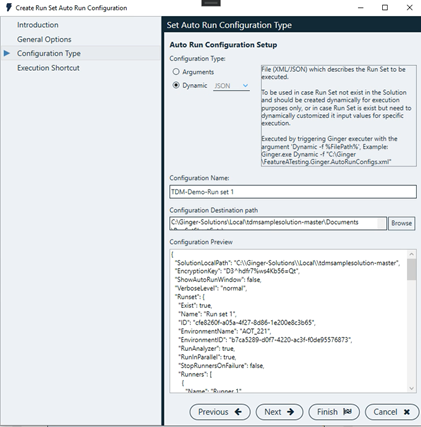 Create Run Set Auto Run Configuration
Introduction
General Options
Configuration Type
Execution Shortcut
Set Auto Run Configuration Type
Auto Run Configuration Setup
Configuration Type:
Arguments
Dynamic JSON
File (XML/JSON) which describes the Run Set to be
executed.
To be used in case Run Set not exist in the Solution
and should be created dynamically for execution
purposes only, or in case Run Set is exist but need to
dynamically customized it input values for specific
execution.
Executed by triggering Ginger executer with the
argument 'Dynamic -f %FilePath%', Example:
Ginger.exe Dynamic -f "C:\Ginger
\FeatureATesting.Ginger.AutoRunConfigs.xml"
Configuration Name:
TDM-Demo-Run set 1
Configuration Destination path
C:\Ginger-Solutions\Local\tdmsamplesolution-master\Documents
Browse
Configuration Preview
{
"SolutionLocalPath": "C:\\Ginger-Solutions\\Local\\tdmsamplesolution-master",
"EncryptionKey": "D3^hdfr7%ws4Kb56=Qt",
"ShowAutoRunWindow": false,
"VerboseLevel": "normal",
"Runset": {
"Exist": true,
"Name": "Run set 1",
"ID": "cfe8260f-a05a-4f27-8d86-1e200e8c3b65",
"EnvironmentName": "AOT_221",
"EnvironmentID": "b7ca5289-d0f7-4220-ac3f-f0de95576873",
"RunAnalyzer": true,
"RunInParallel": true,
"StopRunnersOnFailure": false,
"Runners": [
{
"Name": "Runner 1"
Previous
Next
Finish
Cancel